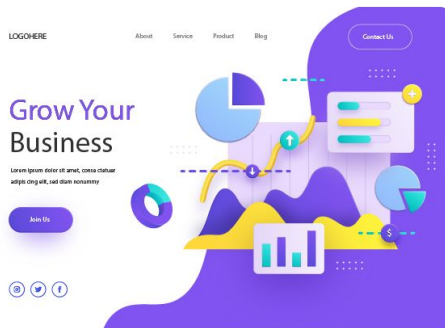 LOGOHERE
About Service Product Blog
Contact Us
Grow Your
Business
Lorem ipsum dolor sit amet, conse ctetuer
adipis cing elit, sed diam nonummy
Join Us
$